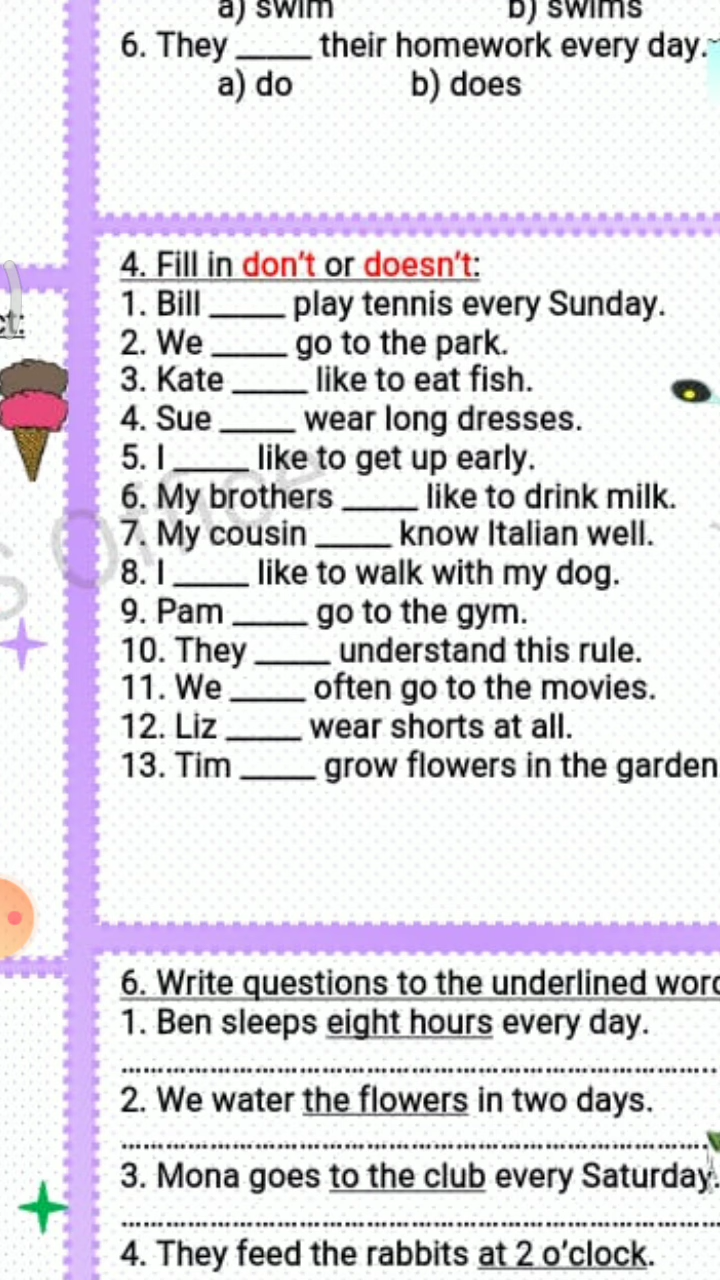 a) swim b) swims
6. They _____ their homework every day.
a) do b) does
4. Fill in don't or doesn't:
1. Bill _____ play tennis every Sunday.
2. We _____ go to the park.
3. Kate _____ like to eat fish.
4. Sue _____ wear long dresses.
5. I _____ like to get up early.
6. My brothers _____ like to drink milk.
7. My cousin _____ know Italian well.
8. I _____ like to walk with my dog.
9. Pam _____ go to the gym.
10. They _____ understand this rule.
11. We _____ often go to the movies.
12. Liz _____ wear shorts at all.
13. Tim _____ grow flowers in the garden
6. Write questions to the underlined
1. Ben sleeps eight hours every day.
2. We water the flowers in two days.
3. Mona goes to the club every Saturday.
4. They feed the rabbits at 2 o'clock.